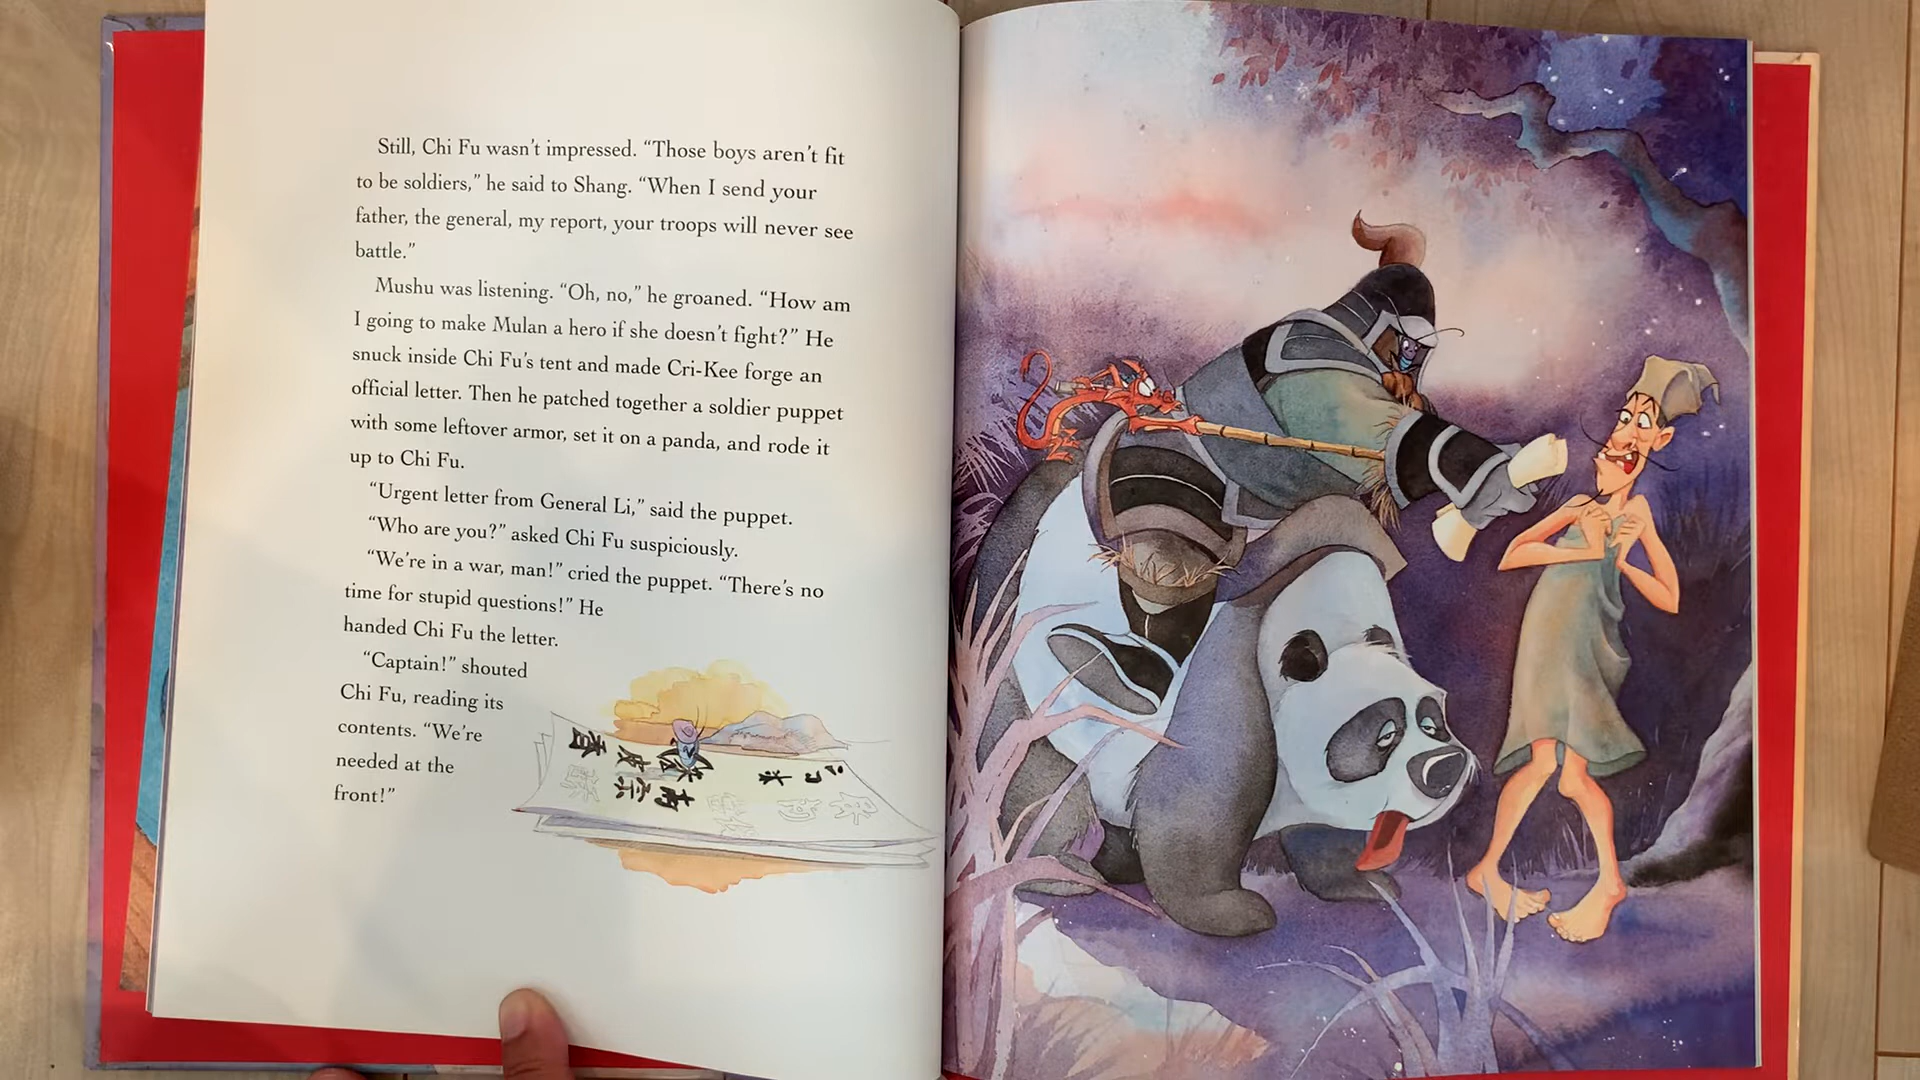 Still, Chi Fu wasn't impressed. “Those boys aren't fit
to be soldiers,” he said to Shang. “When I send your
father, the general, my report, your troops will never see
battle.”
Mushu was listening. “Oh, no,” he groaned. “How am
I going to make Mulan a hero if she doesn't fight?” He
snuck inside Chi Fu's tent and made Cri-Kee forge an
official letter. Then he patched together a soldier puppet
with some leftover armor, set it on a panda, and rode it
up to Chi Fu.
“Urgent letter from General Li,” said the puppet.
“Who are you?” asked Chi Fu suspiciously.
“We're in a war, man!” cried the puppet. “There's no
time for stupid questions!” He
handed Chi Fu the letter.
“Captain!” shouted
Chi Fu, reading its
contents. “We're
needed at the
front!”